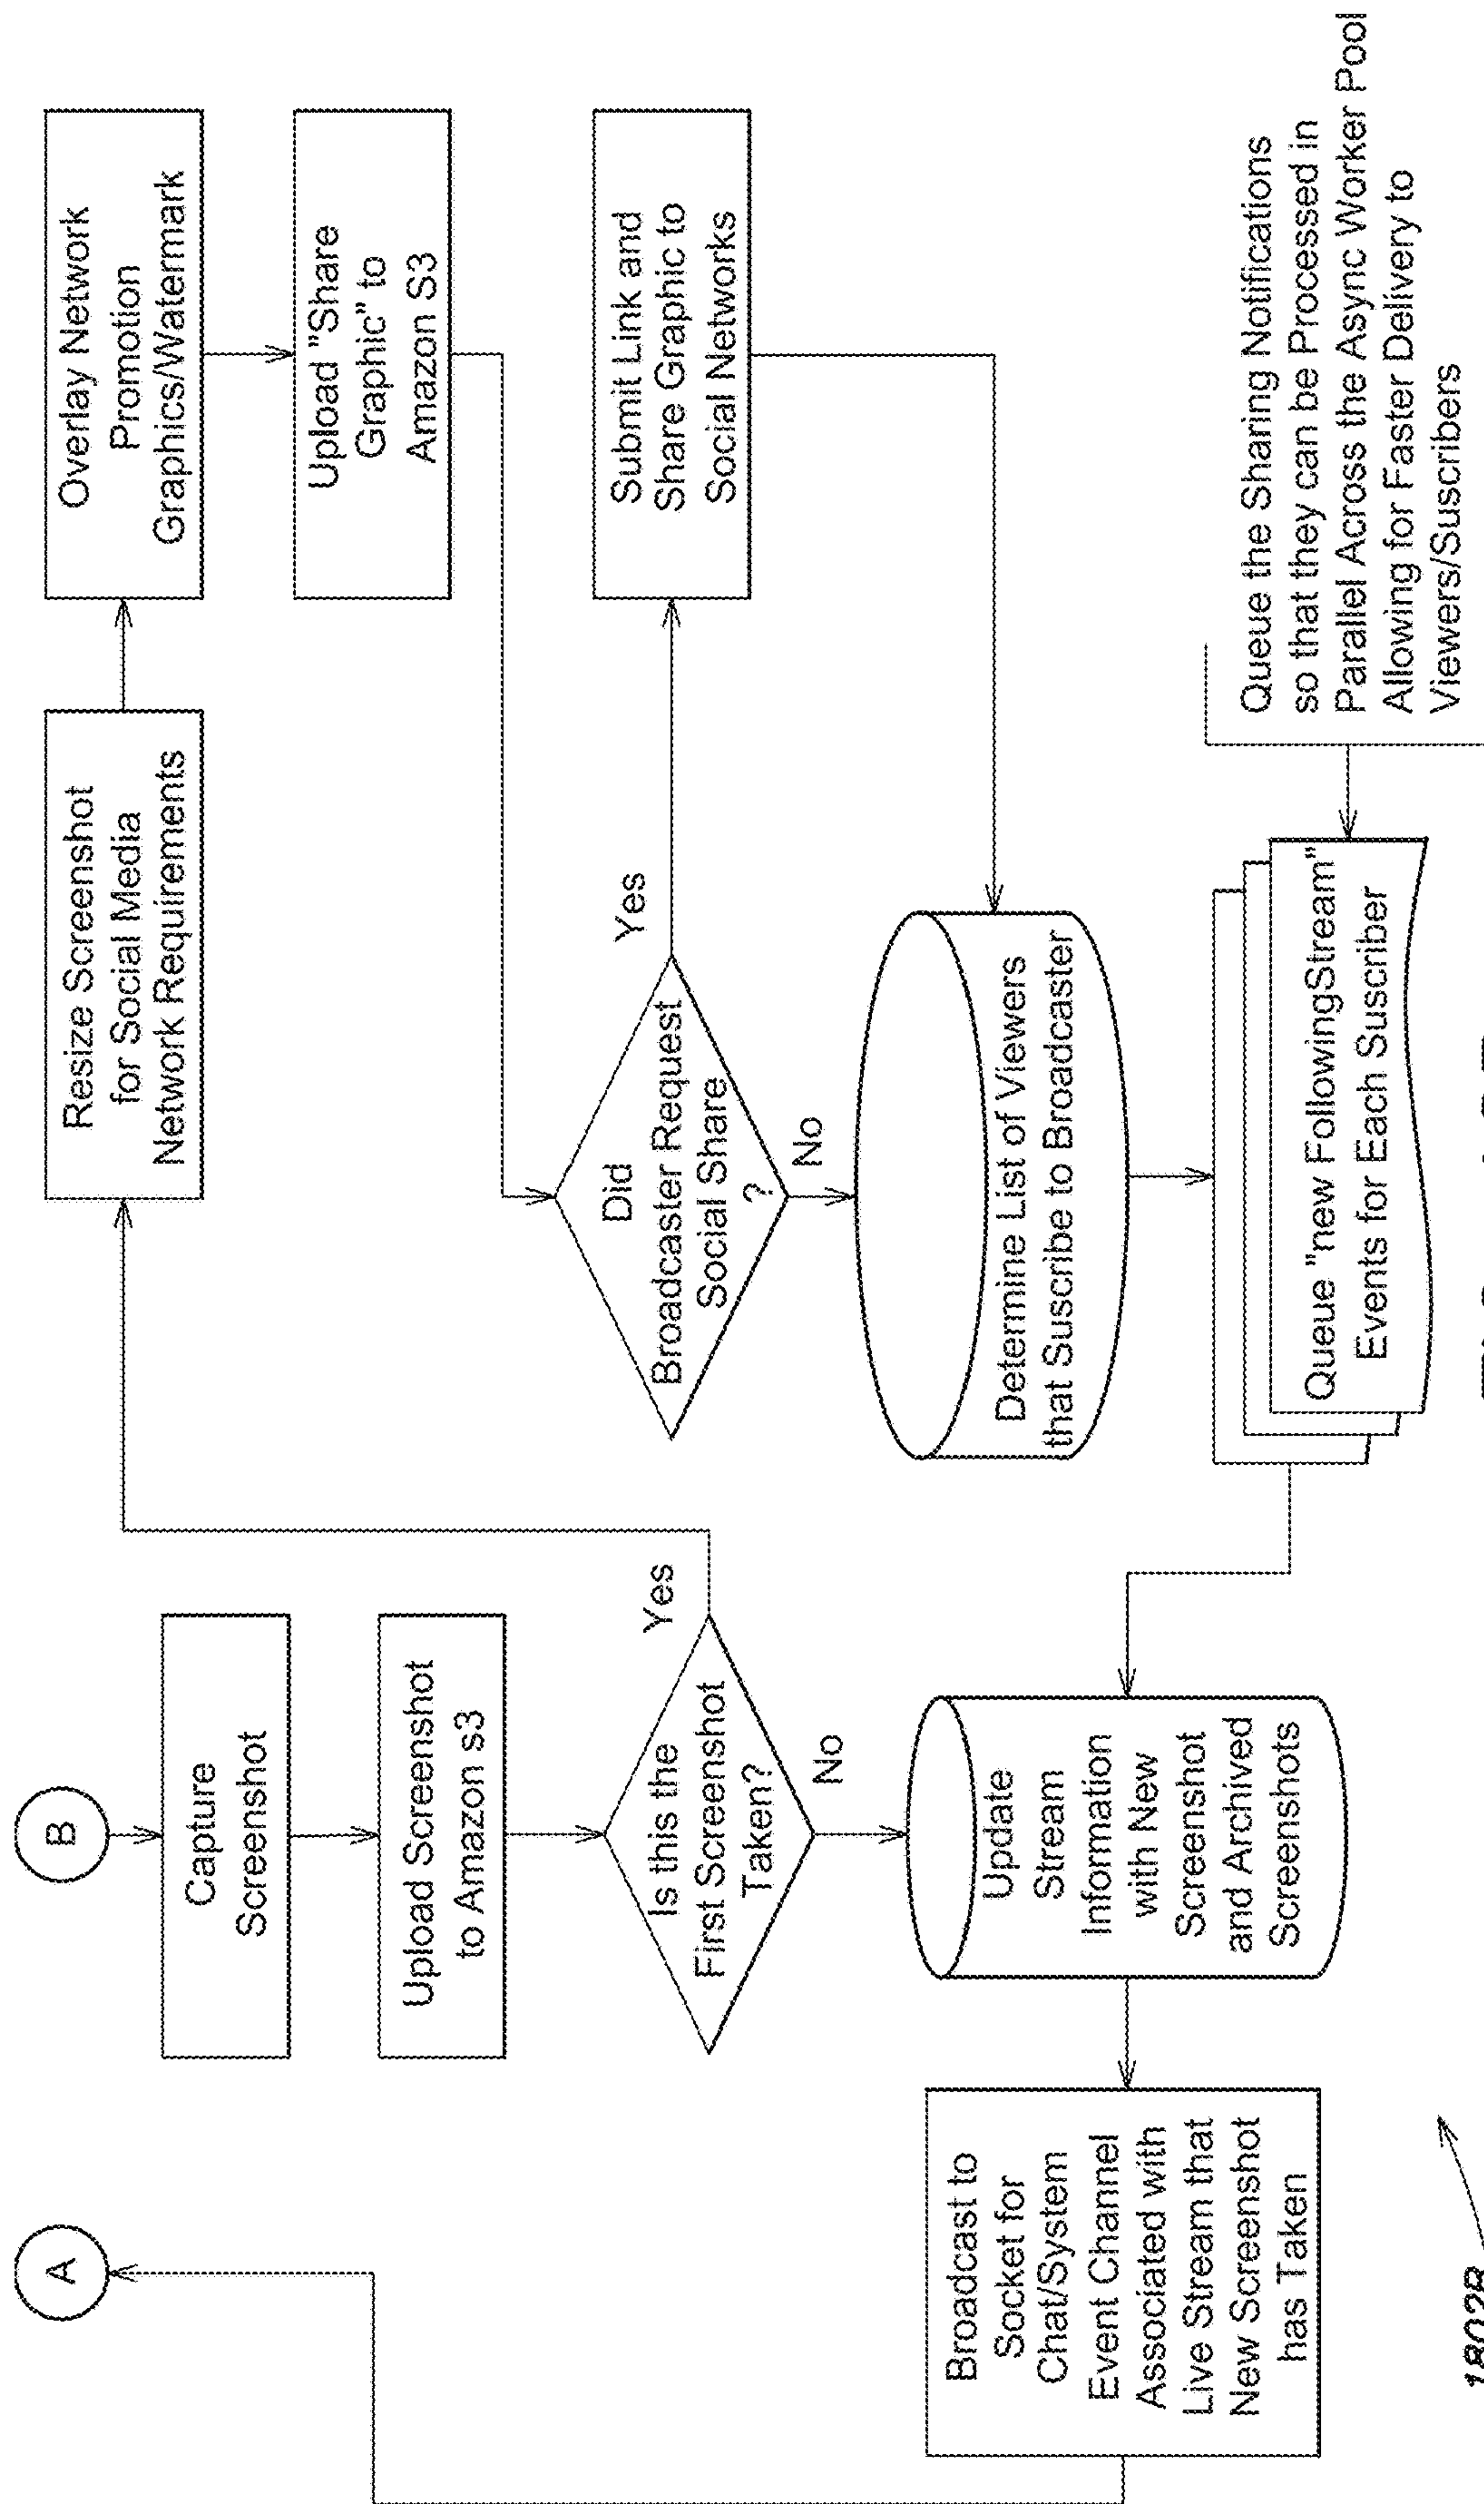 A
B
Capture
Screenshot
Upload Screenshot
to Amazon s3
Is this the
First Screenshot
Taken?
Yes
No
Update
Stream
Information
with New
Screenshot
and Archived
Screenshots
Broadcast to
Socket for
Chat/System
Event Channel
Associated with
Live Stream that
New Screenshot
has Taken
Resize Screenshot
for Social Media
Network Requirements
Overlay Network
Promotion
Graphics/Watermark
Upload "Share
Graphic" to
Amazon S3
Did
Broadcaster Request
Social Share
?
Yes
No
Submit Link and
Share Graphic to
Social Networks
Determine List of Viewers
that Suscribe to Broadcaster
Queue "new FollowingStream"
Events for Each Suscriber
Queue the Sharing Notifications
so that they can be Processed in
Parallel Across the Async Worker Pool
Allowing for Faster Delivery to
Viewers/Suscribers
1802B